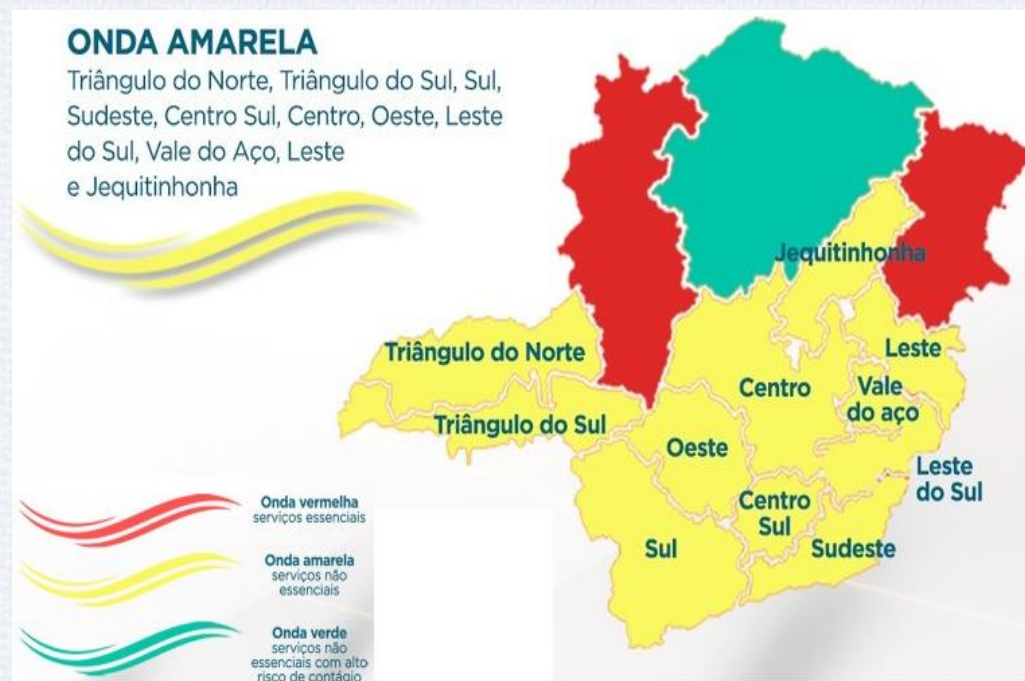 ONDA AMARELA
Triângulo do Norte, Triângulo do Sul, Sul,
Sudeste, Centro Sul, Centro, Oeste, Leste
do Sul, Vale do Aço, Leste
e Jequitinhonha
Jequitinhonha
Triângulo do Norte
Leste
Centro
Vale
do aço
Triângulo do Sul
Oeste
Leste
do Sul
Centro
Sul
Sul
Sudeste
Onda vermelha
serviços essenciais
Onda amarela
serviços não
essenciais
Onda verde
serviços não
essenciais com alto
risco de contágio